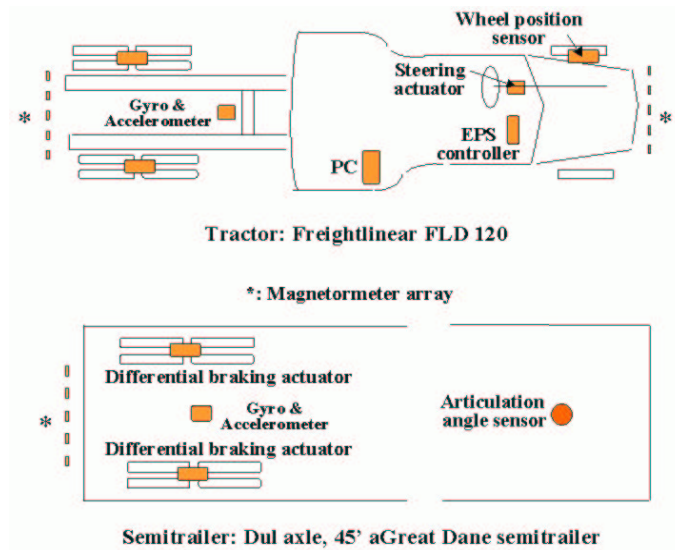 Wheel position
sensor
Steering
actuator
*
Gyro &
Accelerometer
*
EPS
controller
PC
Tractor: Freightlinear FLD 120
*: Magnetormeter array
Differential braking actuator
*
Gyro &
Accelerometer
Articulation
angle sensor
Differential braking actuator
Semitrailer: Dul axle, 45' aGreat Dane semitrailer